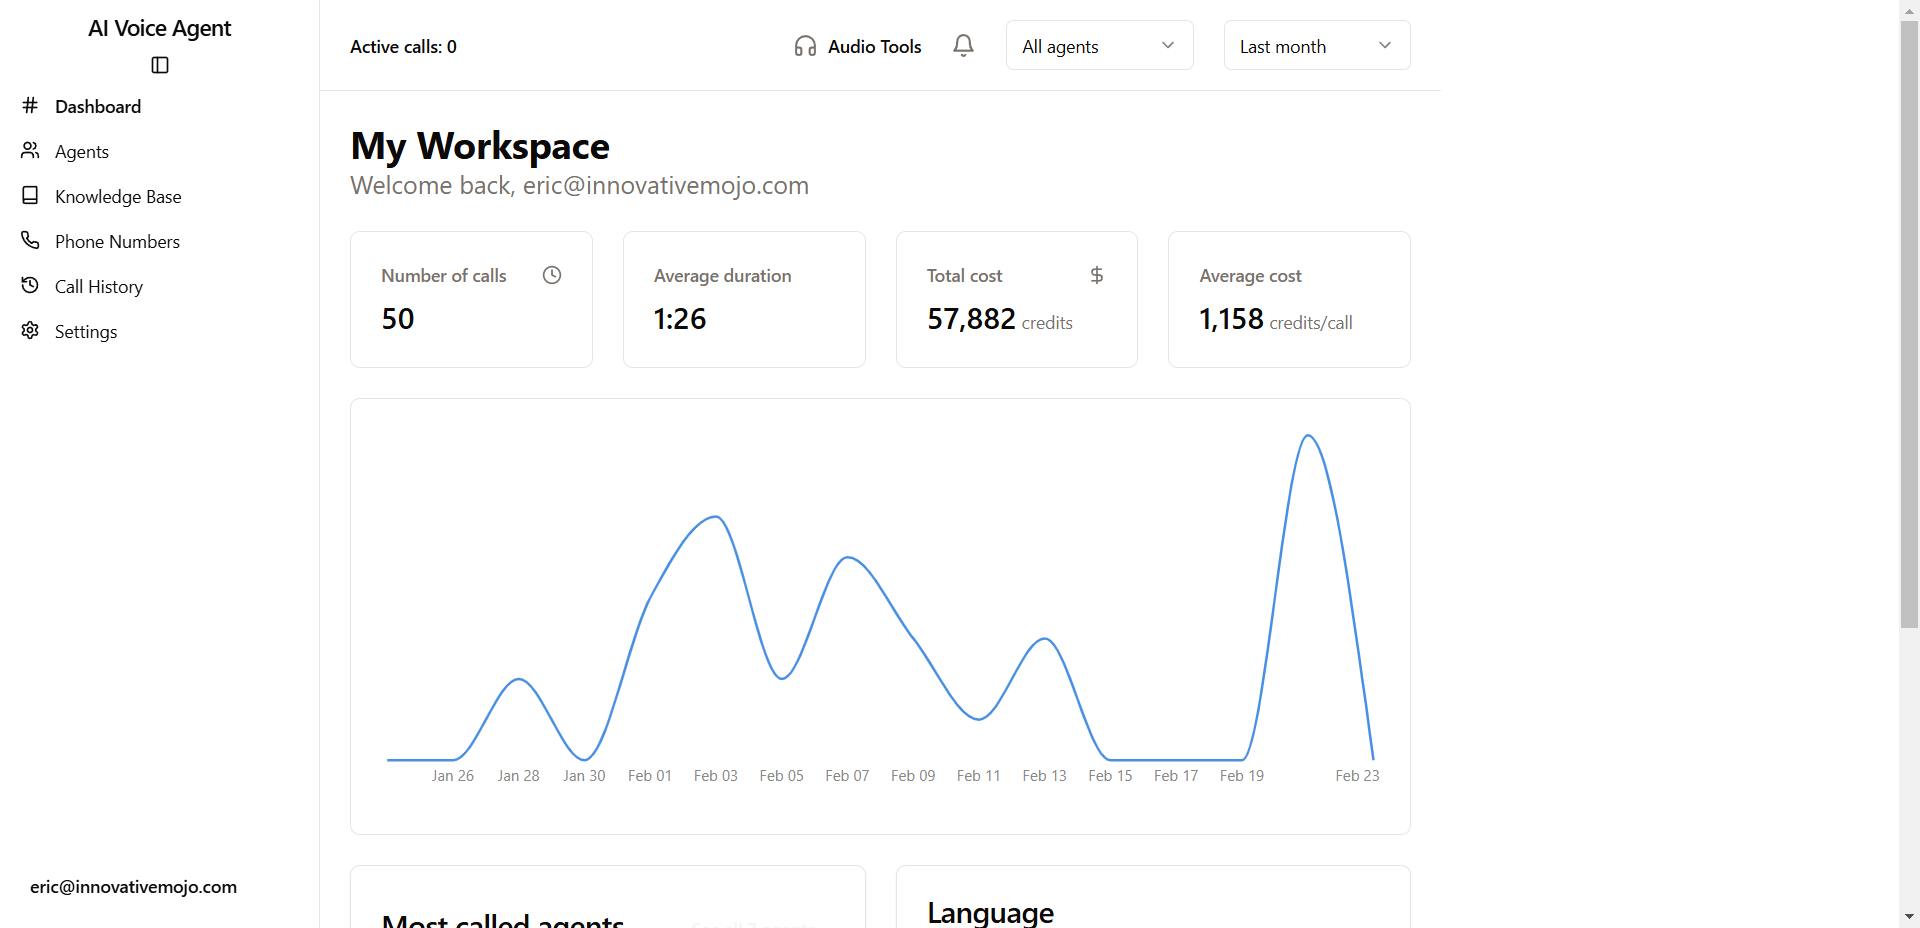 AI Voice Agent
Dashboard
Agents
Knowledge Base
Phone Numbers
Call History
Settings
eric@innovativemojo.com
Active calls: 0
Audio Tools
All agents
Last month
My Workspace
Welcome back, eric@innovativemojo.com
Number of calls
50
Average duration
1:26
Total cost
$
57,882 credits
Average cost
1,158 credits/call
Jan 26 Jan 28 Jan 30 Feb 01 Feb 03 Feb 05 Feb 07 Feb 09 Feb 11 Feb 13 Feb 15 Feb 17 Feb 19 Feb 23
Most called agents
See all 7 agents
Language